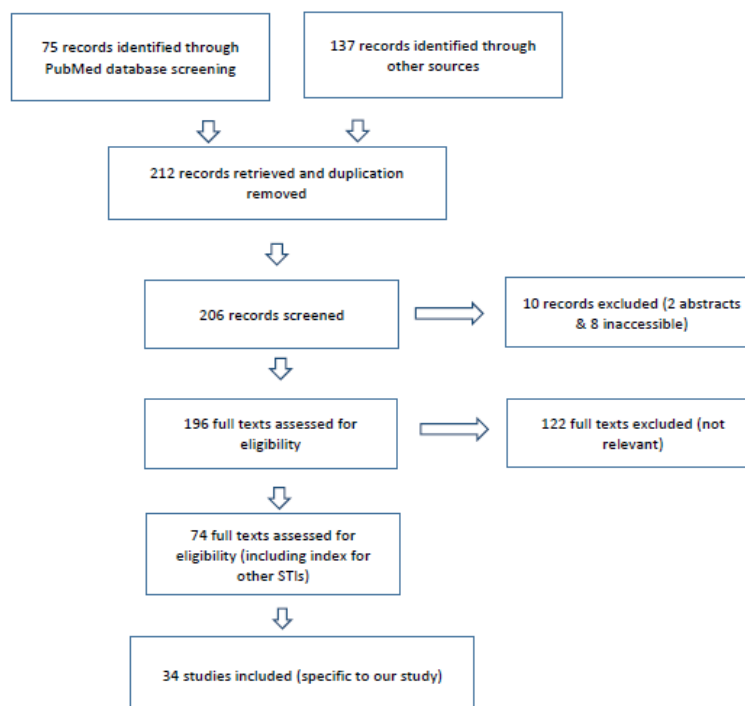 75 records identified through
PubMed database screening
137 records identified through
other sources
212 records retrieved and duplication
removed
206 records screened
10 records excluded (2 abstracts
& 8 inaccessible)
196 full texts assessed for
eligibility
122 full texts excluded (not
relevant)
74 full texts assessed for
eligibility (including index for
other STIs)
34 studies included (specific to our study)